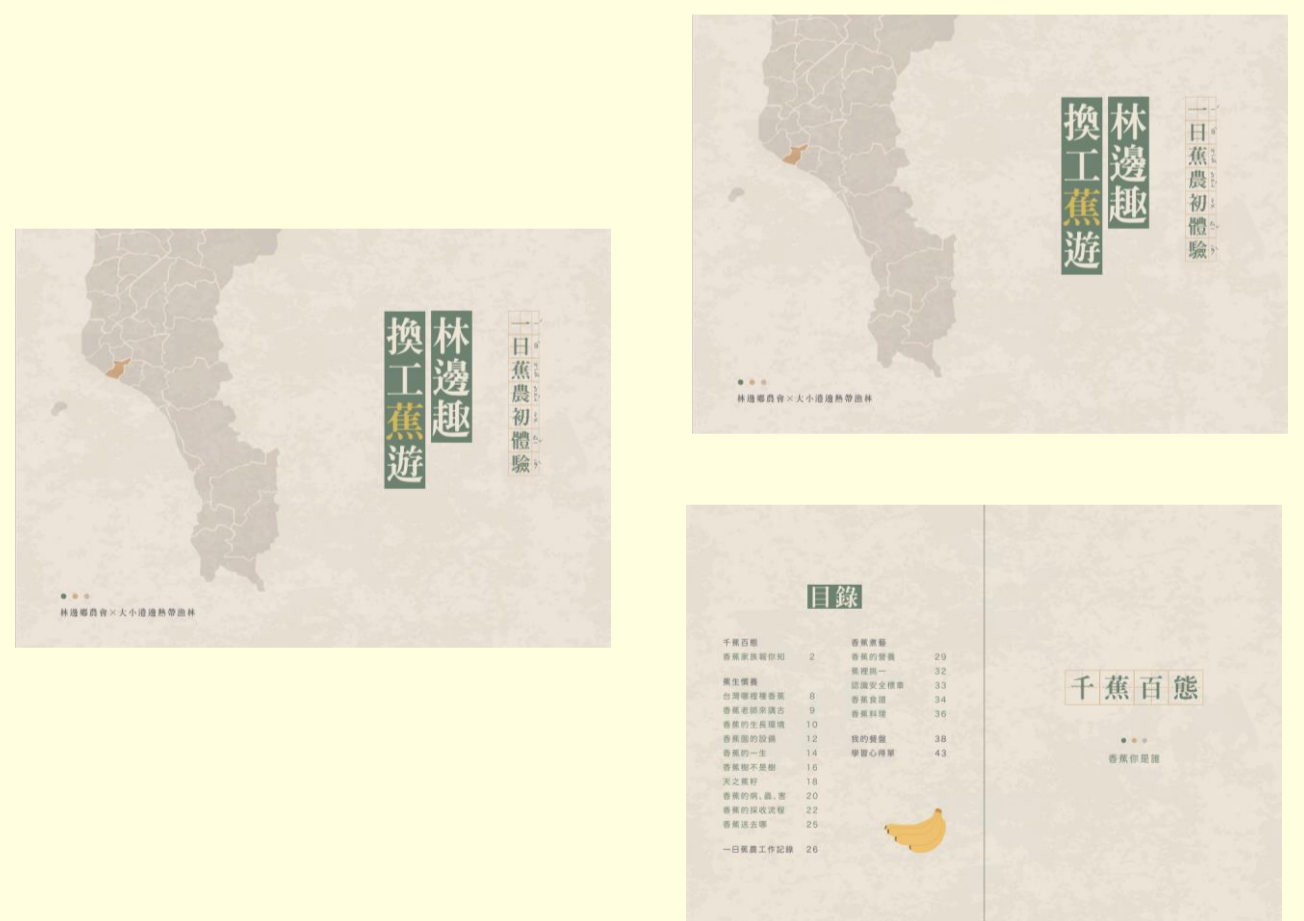 林邊趣
換工蕉遊
一日蕉農初體驗
林邊鄉農會×大小港邊熱帶漁林
林邊趣
換工蕉遊
一日蕉農初體驗
林邊鄉農會×大小港邊熱帶漁林
目錄
千蕉百態
香蕉家族報你知 2
蕉生慣養
台灣哪裡種香蕉 8
香蕉老師來講古 9
香蕉的生長環境 10
香蕉園的設備 12
香蕉的一生 14
香蕉樹不是樹 16
天之蕉籽 18
香蕉的病、蟲、害 20
香蕉的採收流程 22
香蕉送去哪 25
一日蕉農工作記錄 26
香蕉煮藝
香蕉的營養 29
蕉裡病一 32
認識安全標章 33
香蕉食譜 34
香蕉料理 36
我的餐盤 38
學習心得單 43
千蕉百態
香蕉你是誰